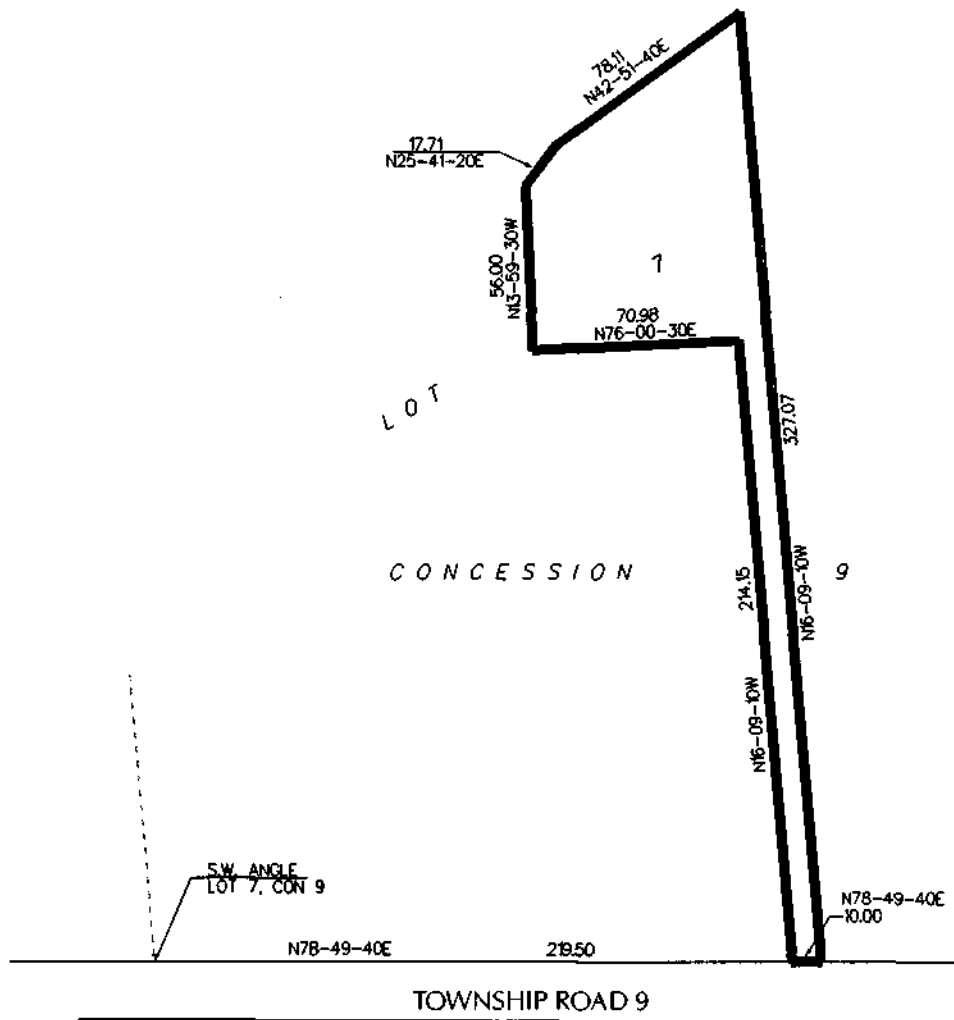 78.11
N42-51-40E
17.71
N25-41-20E
56.00
N13-59-30W
7
70.98
N76-00-30E
LOT
327.07
N16-09-10W
CONCESSION 9
214.15
N16-09-10W
S.W. ANGLE
LOT 7, CON 9
N78-49-40E
10.00
N78-49-40E 219.50
TOWNSHIP ROAD 9